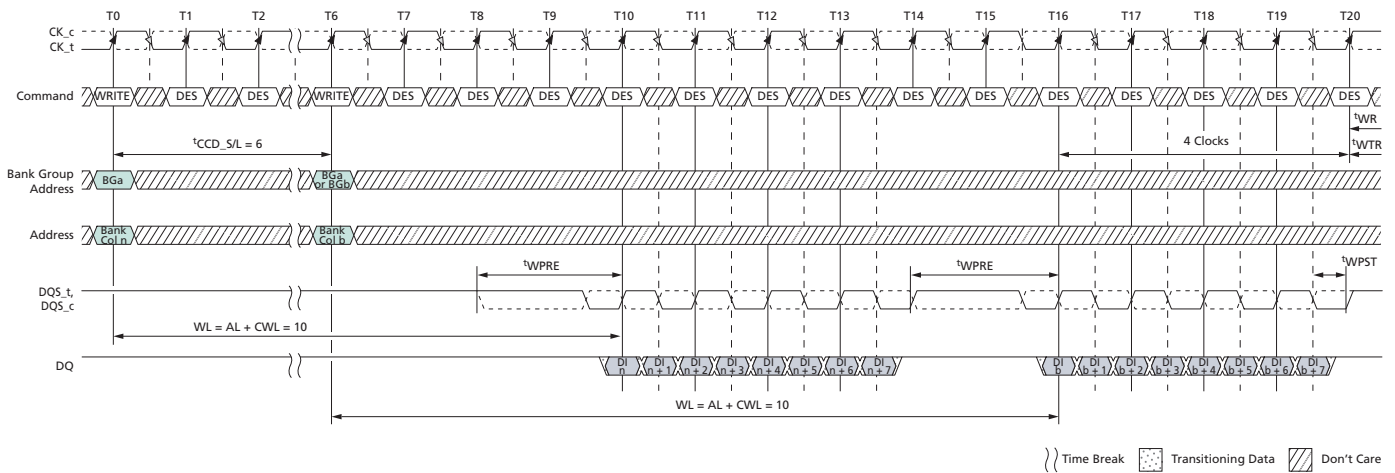 T0 T1 T2 T6 T7 T8 T9 T10 T11 T12 T13 T14 T15 T16 T17 T18 T19 T20
CK_c
CK_t
Command WRITE DES DES WRITE DES DES DES DES DES DES DES DES DES DES DES DES DES DES
tWR
tCCD_S/L = 6 4 Clocks tWTR
Bank Group
Address BGa BGa
or BGb
Address Bank
Col n Bank
Col b
tWPRE tWPRE tWPST
DQS_t,
DQS_c
WL = AL + CWL = 10
DQ DI
n DI
n + 1 DI
n + 2 DI
n + 3 DI
n + 4 DI
n + 5 DI
n + 6 DI
n + 7 DI
b DI
b + 1 DI
b + 2 DI
b + 3 DI
b + 4 DI
b + 5 DI
b + 6 DI
b + 7
WL = AL + CWL = 10
Time Break Transitioning Data Don't Care